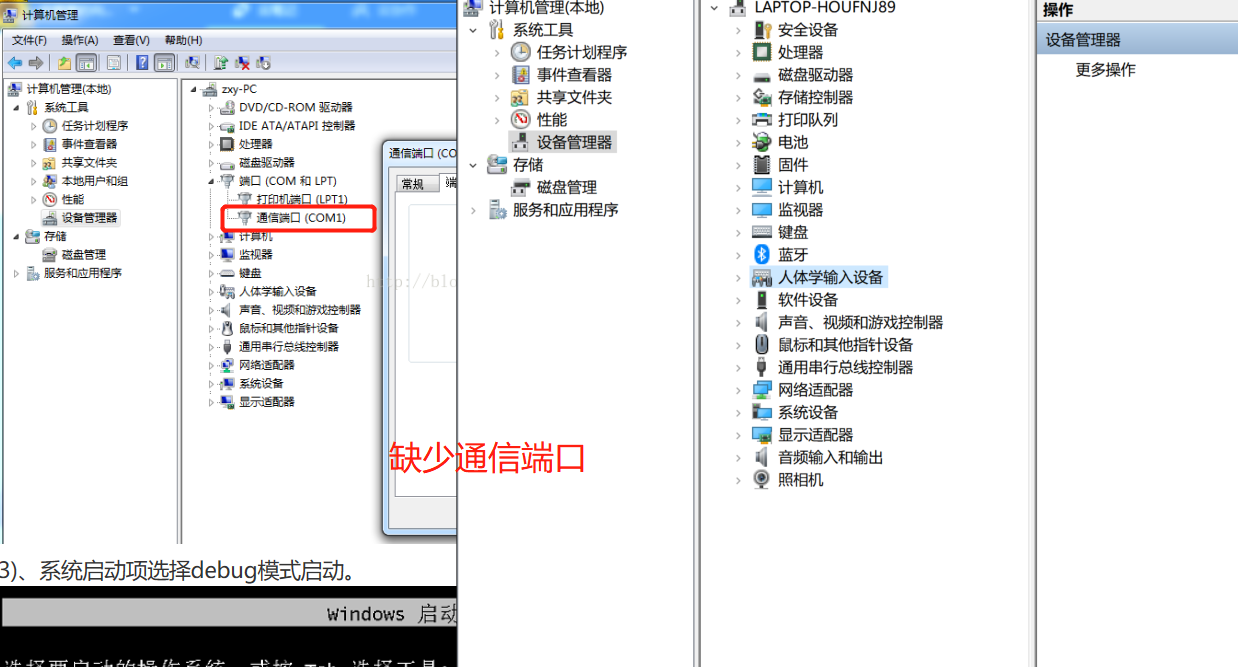 计算机管理
文件(F) 操作(A) 查看(V) 帮助(H)
计算机管理(本地)
系统工具
任务计划程序
事件查看器
共享文件夹
本地用户和组
性能
设备管理器
存储
磁盘管理
服务和应用程序
zxy-PC
DVD/CD-ROM 驱动器
IDE ATA/ATAPI 控制器
处理器
磁盘驱动器
端口 (COM 和 LPT)
打印机端口 (LPT1)
通信端口 (COM1)
计算机
监视器
键盘
人体学输入设备
声音、视频和游戏控制器
鼠标和其他指针设备
通用串行总线控制器
网络适配器
系统设备
显示适配器
通信端口 (CO
常规 端
http://blo
缺少通信端口
3)、系统启动项选择debug模式启动。
Windows 启动
选择要启动的操作系统，或按 Tab 选择工具:
计算机管理(本地)
系统工具
任务计划程序
事件查看器
共享文件夹
性能
设备管理器
存储
磁盘管理
服务和应用程序
LAPTOP-HOUFNJ89
安全设备
处理器
磁盘驱动器
存储控制器
打印队列
电池
固件
计算机
监视器
键盘
蓝牙
人体学输入设备
软件设备
声音、视频和游戏控制器
鼠标和其他指针设备
通用串行总线控制器
网络适配器
系统设备
显示适配器
音频输入和输出
照相机
操作
设备管理器
更多操作